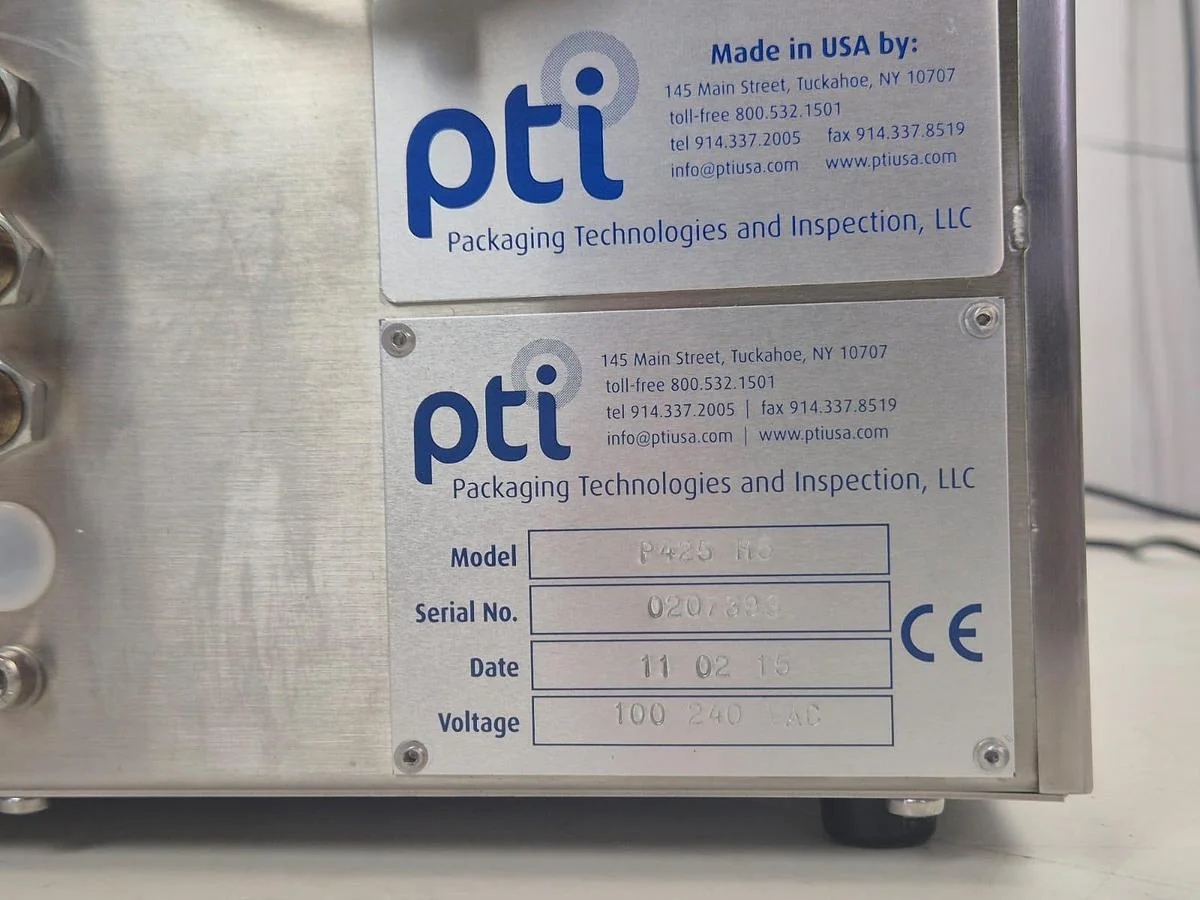 pti
Made in USA by:
145 Main Street, Tuckahoe, NY 10707
toll-free 800.532.1501
tel 914.337.2005 fax 914.337.8519
info@ptiusa.com www.ptiusa.com
Packaging Technologies and Inspection, LLC
pti
145 Main Street, Tuckahoe, NY 10707
toll-free 800.532.1501
tel 914.337.2005 | fax 914.337.8519
info@ptiusa.com | www.ptiusa.com
Packaging Technologies and Inspection, LLC
Model P425
Serial No.
Date 11 02 15
Voltage 100 240 VAC
CE